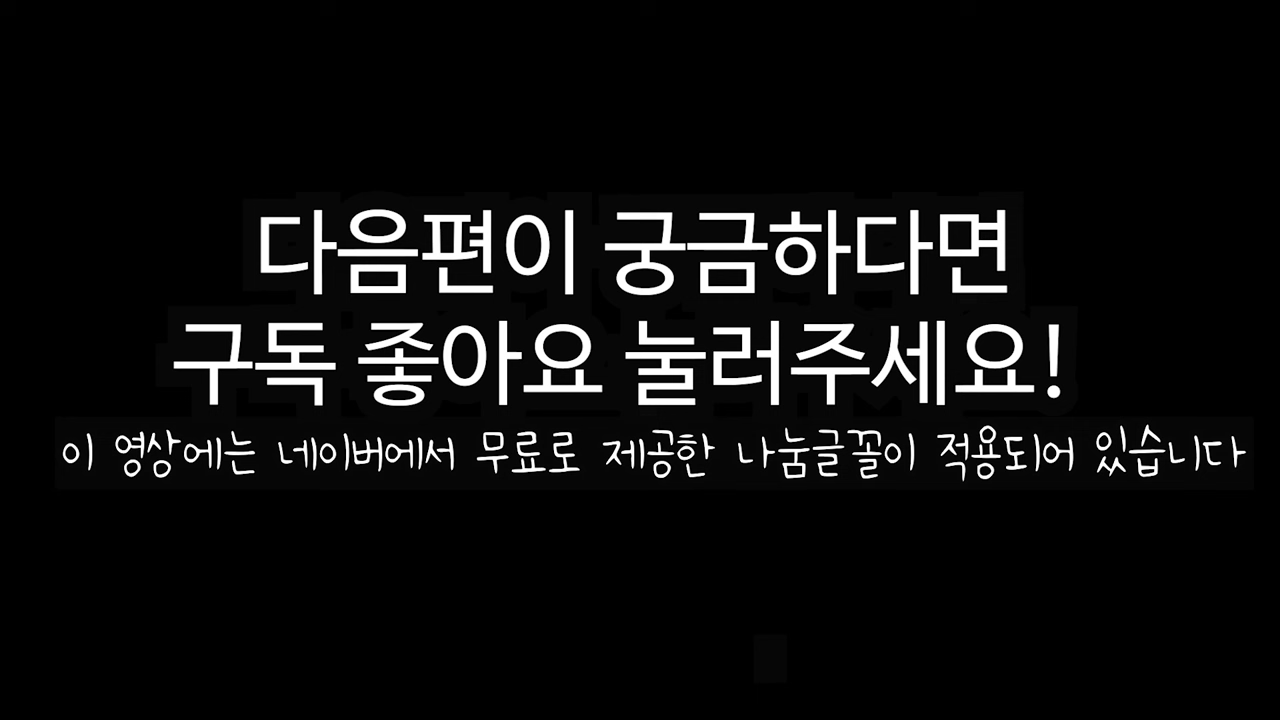 다음편이 궁금하다면
구독 좋아요 눌러주세요!
이 영상에는 네이버에서 무료로 제공한 나눔글꼴이 적용되어 있습니다